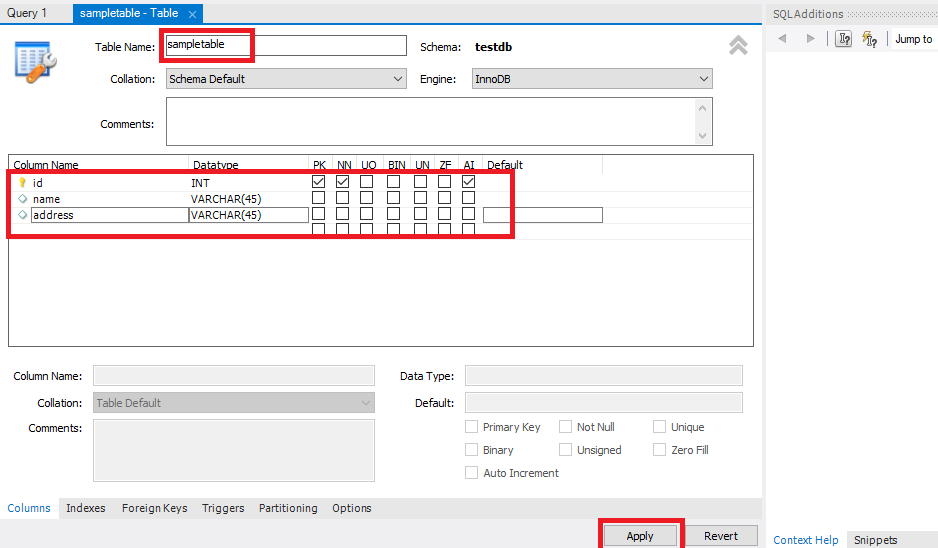 Query 1 sampletable - Table × SQLAdditions
Jump to
Table Name: sampletable Schema: testdb
Collation: Schema Default Engine: InnoDB
Comments:
Column Name Datatype PK NN UQ BIN UN ZF AI Default
id INT
name VARCHAR(45)
address VARCHAR(45)
Column Name: Data Type:
Collation: Table Default Default:
Comments: Primary Key Not Null Unique
Binary Unsigned Zero Fill
Auto Increment
Columns Indexes Foreign Keys Triggers Partitioning Options
Apply Revert
Context Help Snippets